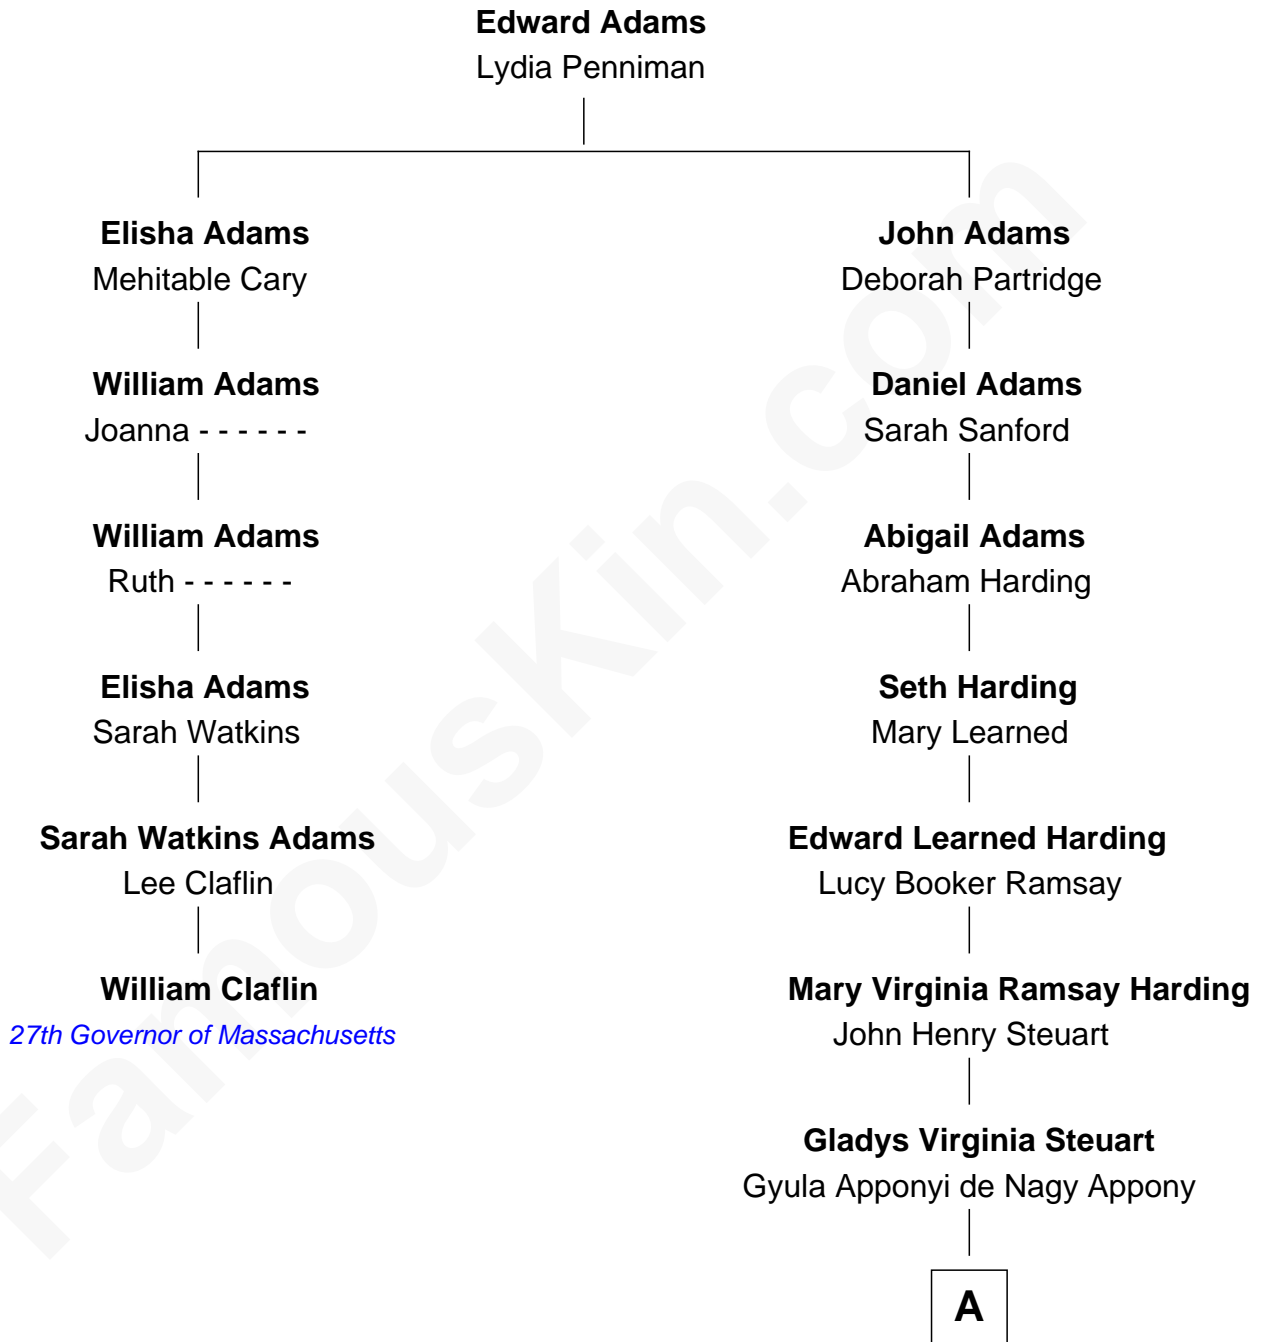 Edward Adams
Lydia Penniman
Elisha Adams
Mehitable Cary
John Adams
Deborah Partridge
William Adams
Joanna - - - - - -
Daniel Adams
Sarah Sanford
William Adams
Ruth - - - - - -
Abigail Adams
Abraham Harding
Elisha Adams
Sarah Watkins
Seth Harding
Mary Learned
Sarah Watkins Adams
Lee Claflin
Edward Learned Harding
Lucy Booker Ramsay
William Claflin
27th Governor of Massachusetts
Mary Virginia Ramsay Harding
John Henry Steuart
Gladys Virginia Steuart
Gyula Apponyi de Nagy Appony
A
FamousKin.com